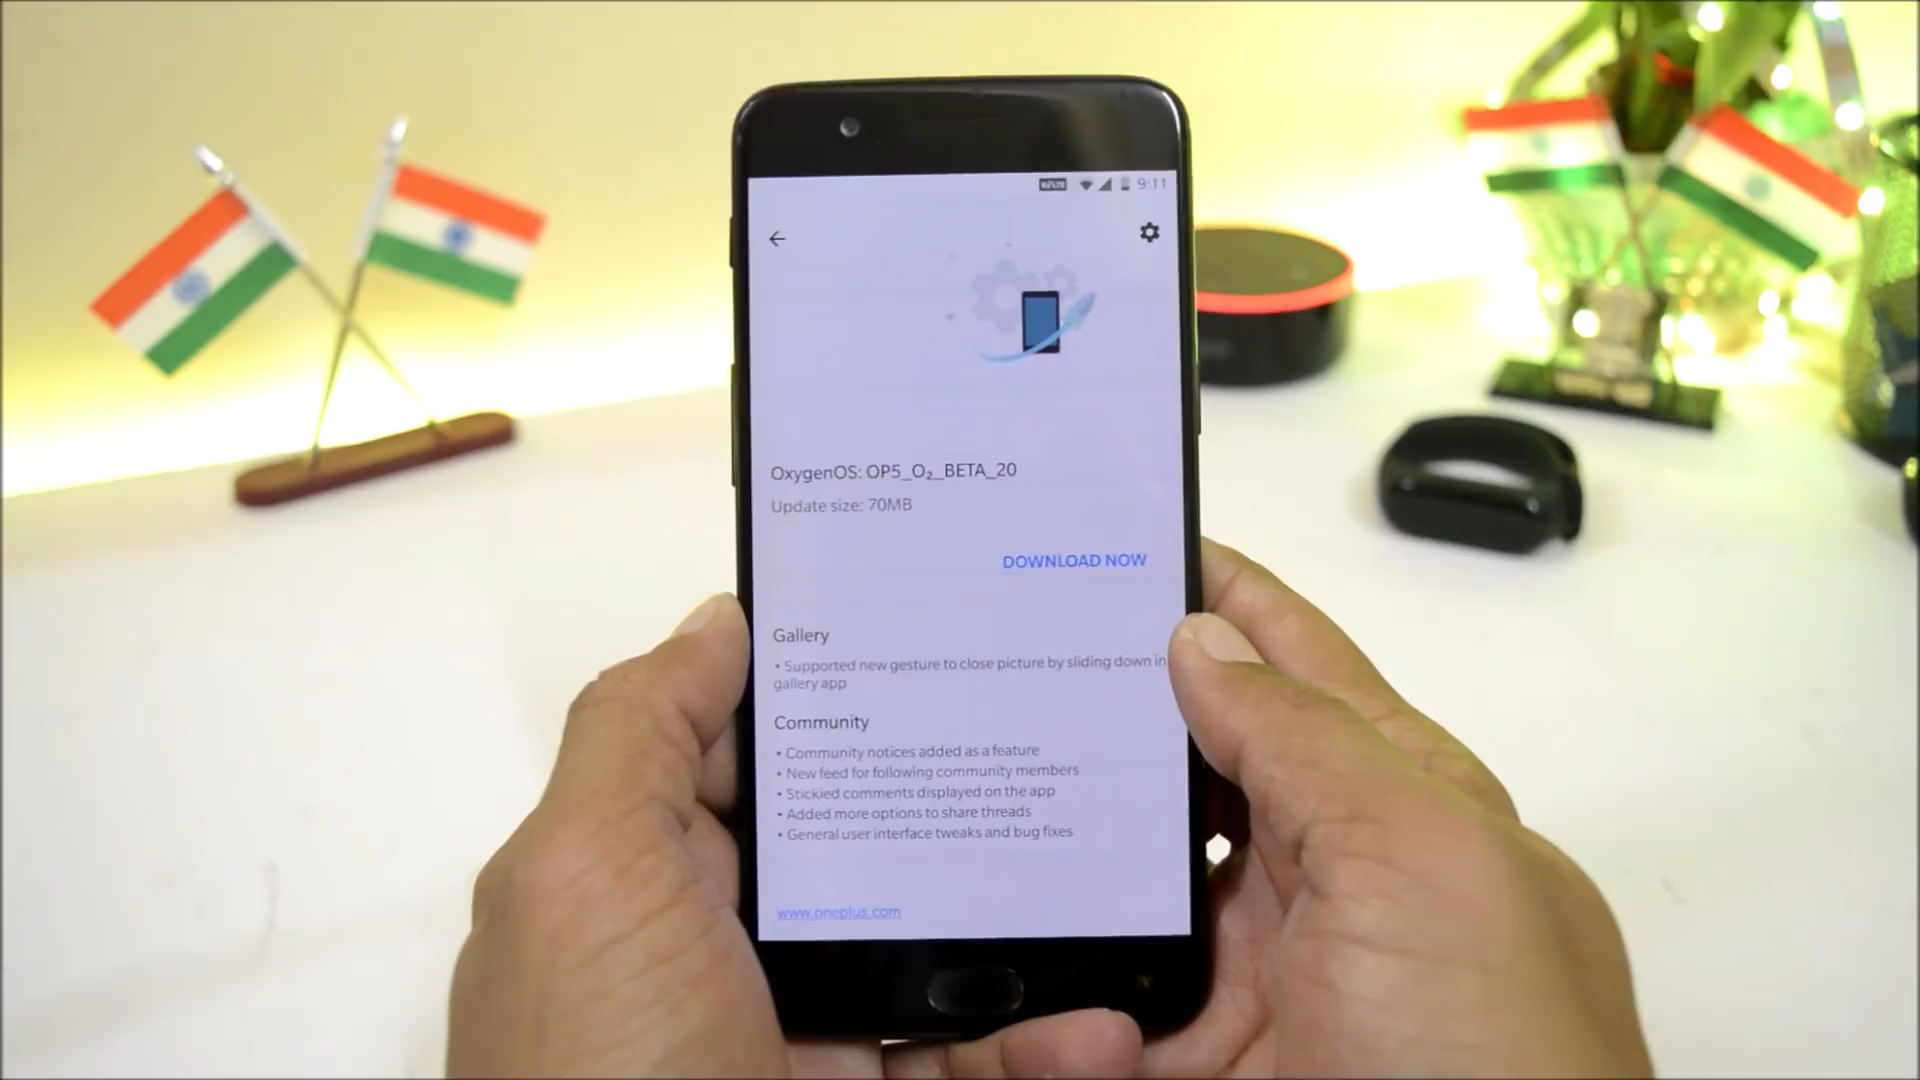 9:11
OxygenOS: OP5_O₂_BETA_20
Update size: 70MB
DOWNLOAD NOW
Gallery
• Supported new gesture to close picture by sliding down in
gallery app
Community
• Community notices added as a feature
• New feed for following community members
• Stickied comments displayed on the app
• Added more options to share threads
• General user interface tweaks and bug fixes
www.oneplus.com